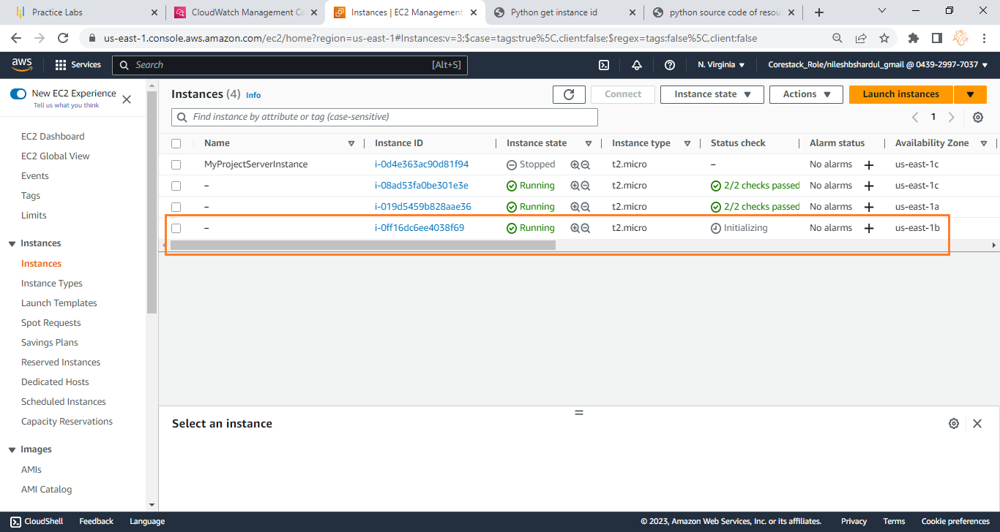 Practice Labs
CloudWatch Management Co
Instances | EC2 Management
Python get instance id
python source code of resou
us-east-1.console.aws.amazon.com/ec2/home?region=us-east-1#Instances:v=3;$case=tags:true%5C,client:false;$regex=tags:false%5C,client:false
aws
Services
Search
[Alt+S]
N. Virginia
Corestack_Role/nileshbshardul_gmail @ 0439-2997-7037
New EC2 Experience
Tell us what you think
EC2 Dashboard
EC2 Global View
Events
Tags
Limits
Instances
Instances
Instance Types
Launch Templates
Spot Requests
Savings Plans
Reserved Instances
Dedicated Hosts
Scheduled Instances
Capacity Reservations
Images
AMIs
AMI Catalog
Instances (4) Info
Connect
Instance state
Actions
Launch instances
Find instance by attribute or tag (case-sensitive)
1
Name Instance ID Instance state Instance type Status check Alarm status Availability Zone
MyProjectServerInstance i-0d4e363ac90d81f94 Stopped t2.micro – No alarms + us-east-1c
– i-08ad53fa0be301e3e Running t2.micro 2/2 checks passed No alarms + us-east-1c
– i-019d5459b828aae36 Running t2.micro 2/2 checks passed No alarms + us-east-1a
– i-0ff16dc6ee4038f69 Running t2.micro Initializing No alarms + us-east-1b
Select an instance
CloudShell Feedback Language
© 2023, Amazon Web Services, Inc. or its affiliates. Privacy Terms Cookie preferences